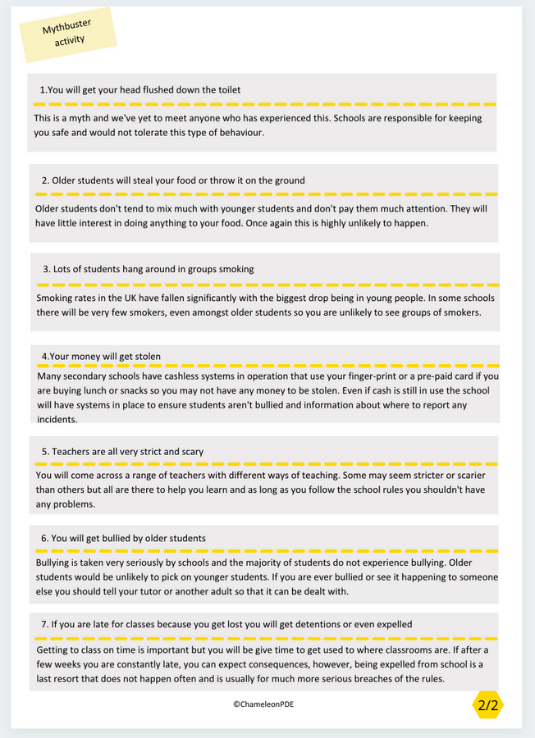 Mythbuster
activity
1.You will get your head flushed down the toilet
This is a myth and we've yet to meet anyone who has experienced this. Schools are responsible for keeping
you safe and would not tolerate this type of behaviour.
2. Older students will steal your food or throw it on the ground
Older students don't tend to mix much with younger students and don't pay them much attention. They will
have little interest in doing anything to your food. Once again this is highly unlikely to happen.
3. Lots of students hang around in groups smoking
Smoking rates in the UK have fallen significantly with the biggest drop being in young people. In some schools
there will be very few smokers, even amongst older students so you are unlikely to see groups of smokers.
4.Your money will get stolen
Many secondary schools have cashless systems in operation that use your finger-print or a pre-paid card if you
are buying lunch or snacks so you may not have any money to be stolen. Even if cash is still in use the school
will have systems in place to ensure students aren't bullied and information about where to report any
incidents.
5. Teachers are all very strict and scary
You will come across a range of teachers with different ways of teaching. Some may seem stricter or scarier
than others but all are there to help you learn and as long as you follow the school rules you shouldn't have
any problems.
6. You will get bullied by older students
Bullying is taken very seriously by schools and the majority of students do not experience bullying. Older
students would be unlikely to pick on younger students. If you are ever bullied or see it happening to someone
else you should tell your tutor or another adult so that it can be dealt with.
7. If you are late for classes because you get lost you will get detentions or even expelled
Getting to class on time is important but you will be give time to get used to where classrooms are. If after a
few weeks you are constantly late, you can expect consequences, however, being expelled from school is a
last resort that does not happen often and is usually for much more serious breaches of the rules.
©ChameleonPDE
2/2